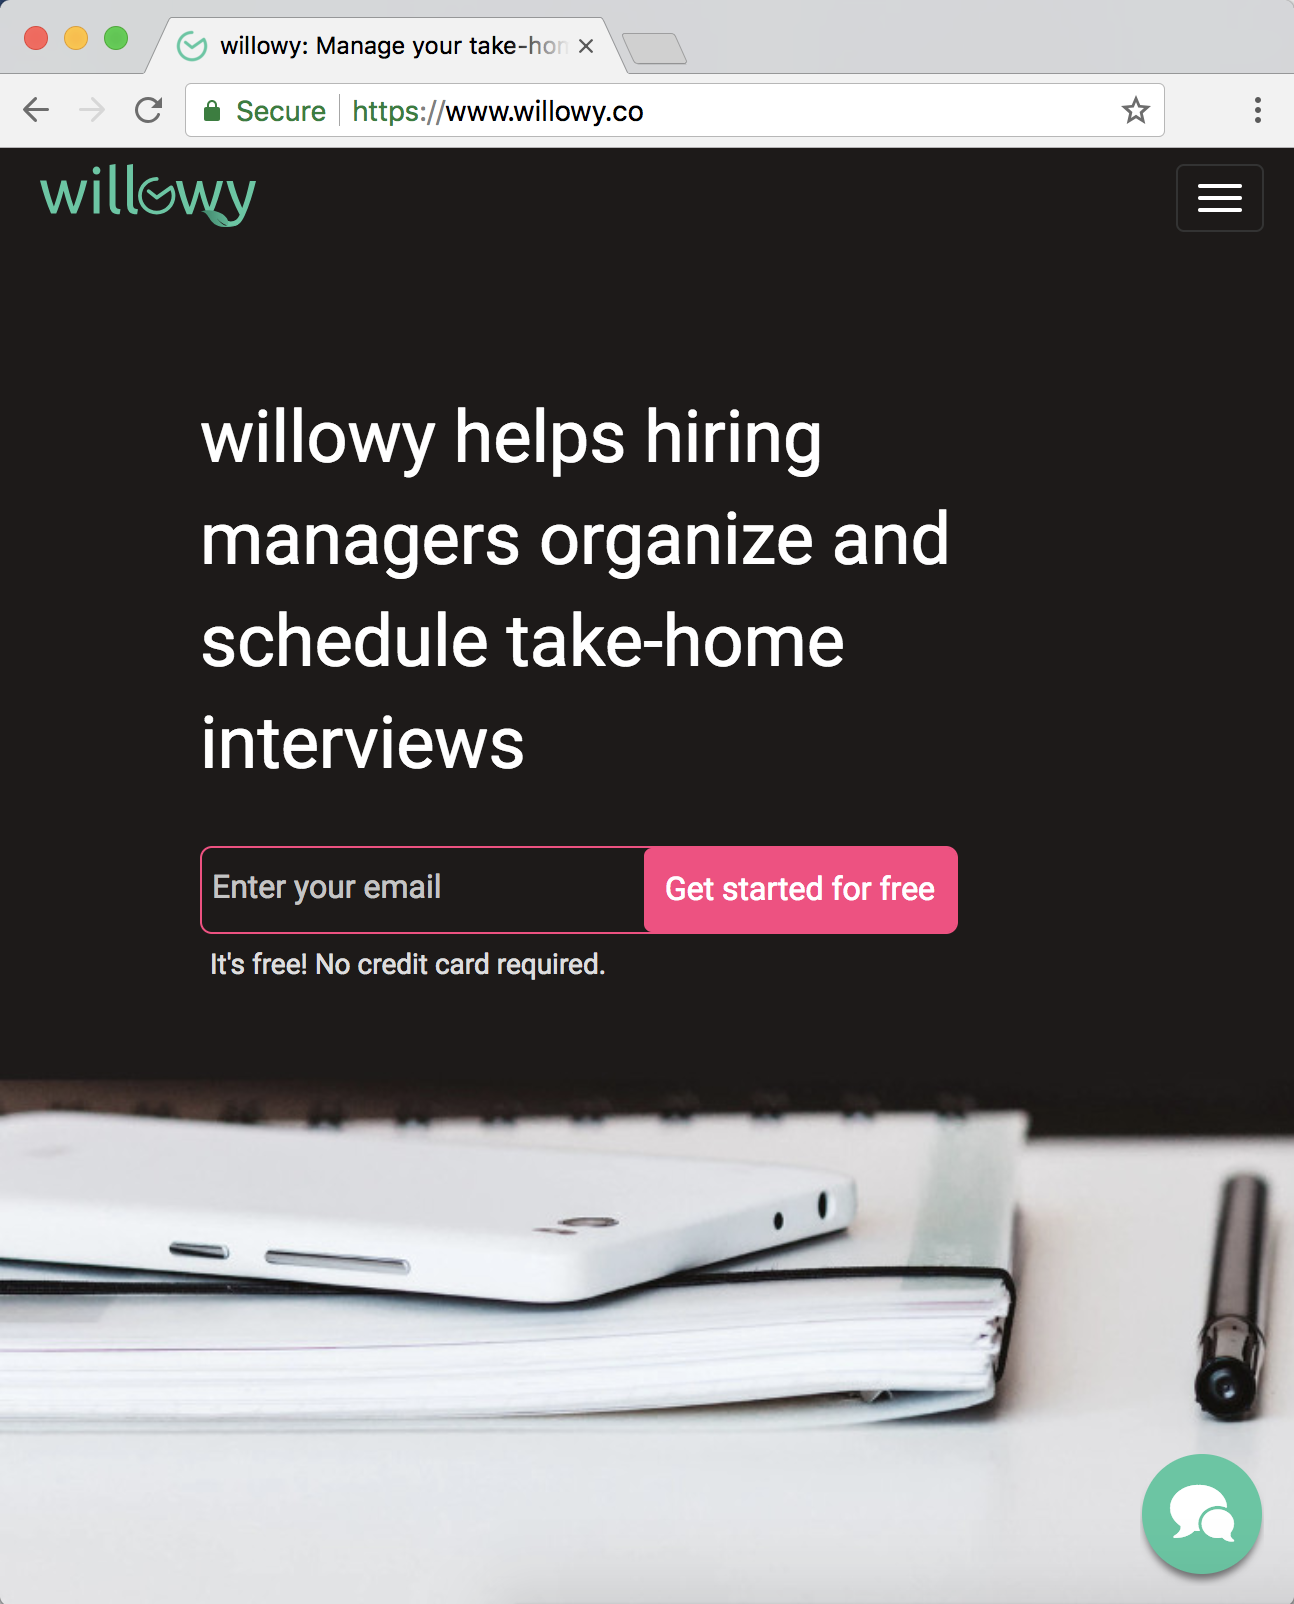 willowy: Manage your take-hom
Secure https://www.willowy.co
willowy
willowy helps hiring
managers organize and
schedule take-home
interviews
Enter your email
Get started for free
It's free! No credit card required.